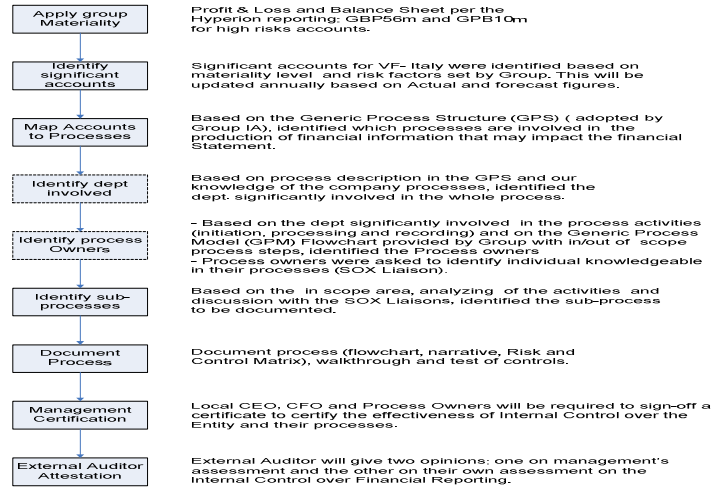 Apply group
Materiality
Profit & Loss and Balance Sheet per the
Hyperion reporting: GBP56m and GPB10m
for high risks accounts.
Identify
significant
accounts
Significant accounts for VF- Italy were identified based on
materiality level and risk factors set by Group. This will be
updated annually based on Actual and forecast figures.
Map Accounts
to Processes
Based on the Generic Process Structure (GPS) ( adopted by
Group IA), identified which processes are involved in the
production of financial information that may impact the financial
Statement.
Identify dept
involved
Based on process description in the GPS and our
knowledge of the company processes, identified the
dept. significantly involved in the whole process.
Identify process
Owners
- Based on the dept significantly involved in the process activities
(initiation, processing and recording) and on the Generic Process
Model (GPM) Flowchart provided by Group with in/out of scope
process steps, identified the Process owners
- Process owners were asked to identify individual knowledgeable
in their processes (SOX Liaison).
Identify sub-
processes
Based on the in scope area, analyzing of the activities and
discussion with the SOX Liaisons, identified the sub-process
to be documented.
Document
Process
Document process (flowchart, narrative, Risk and
Control Matrix), walkthrough and test of controls.
Management
Certification
Local CEO, CFO and Process Owners will be required to sign-off a
certificate to certify the effectiveness of Internal Control over the
Entity and their processes.
External Auditor
Attestation
External Auditor will give two opinions; one on management's
assessment and the other on their own assessment on the
Internal Control over Financial Reporting.